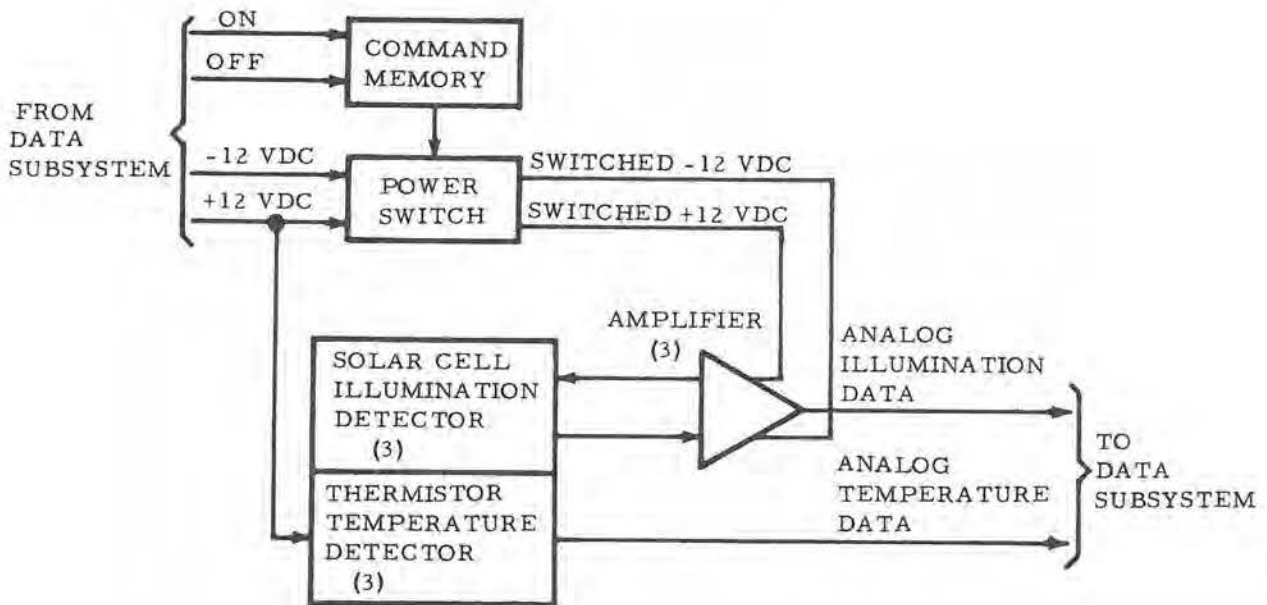 ON
OFF
COMMAND
MEMORY
FROM
DATA
SUBSYSTEM
-12 VDC
+12 VDC
POWER
SWITCH
SWITCHED -12 VDC
SWITCHED +12 VDC
AMPLIFIER
(3)
SOLAR CELL
ILLUMINATION
DETECTOR
(3)
THERMISTOR
TEMPERATURE
DETECTOR
(3)
ANALOG
ILLUMINATION
DATA
ANALOG
TEMPERATURE
DATA
TO
DATA
SUBSYSTEM